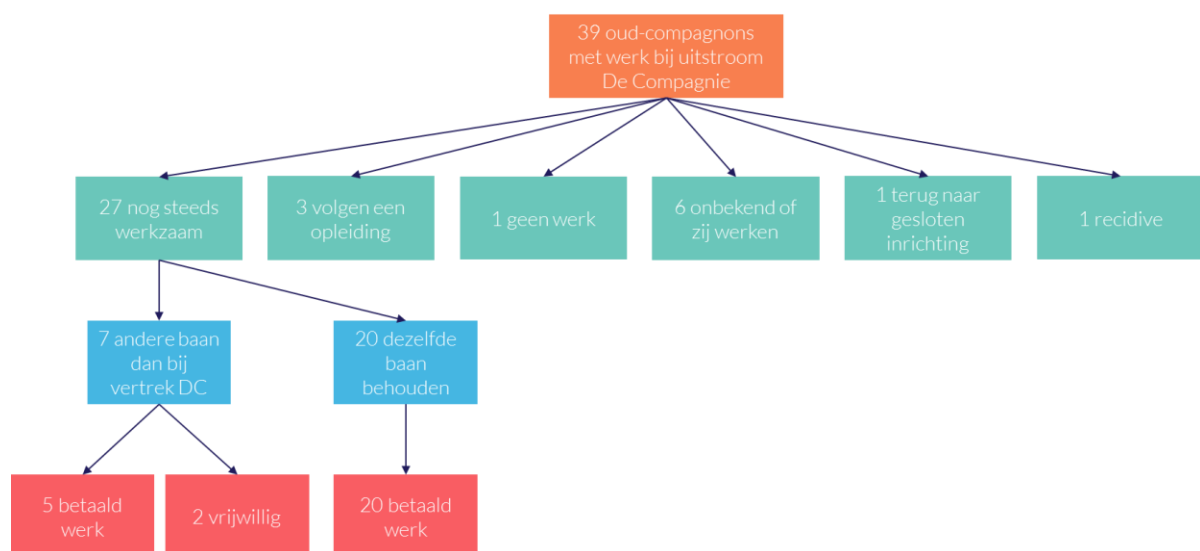 39 oud-compagnons
met werk bij uitstroom
De Compagnie
27 nog steeds
werkzaam
3 volgen een
opleiding
1 geen werk
6 onbekend of
zij werken
1 terug naar
gesloten
inrichting
1 recidive
7 andere baan
dan bij
vertrek DC
20 dezelfde
baan
behouden
5 betaald
werk
2 vrijwillig
20 betaald
werk